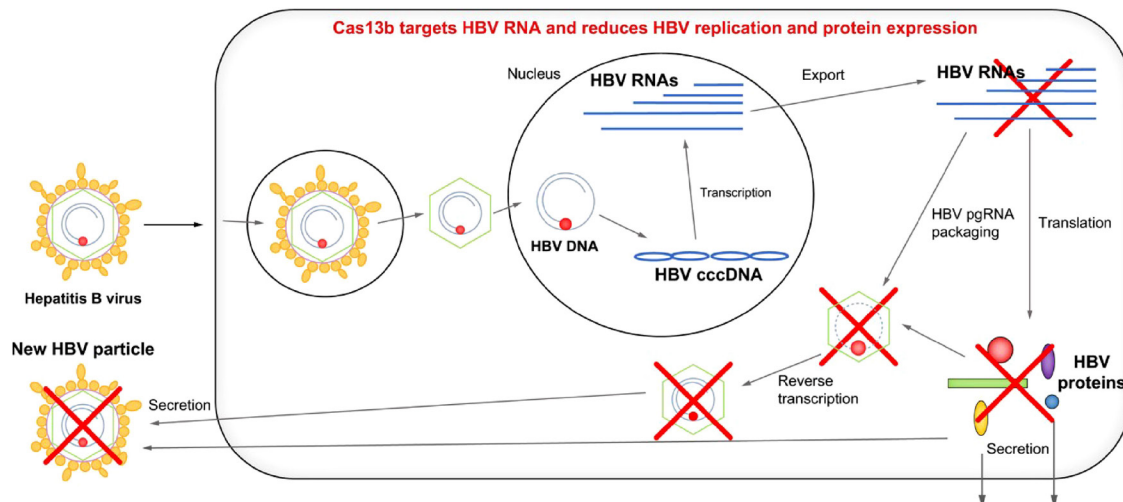 Cas13b targets HBV RNA and reduces HBV replication and protein expression
Nucleus
HBV RNAs
Export
HBV RNAs
Transcription
HBV DNA
HBV cccDNA
HBV pgRNA
packaging
Translation
Hepatitis B virus
New HBV particle
Secretion
Reverse
transcription
HBV
proteins
Secretion